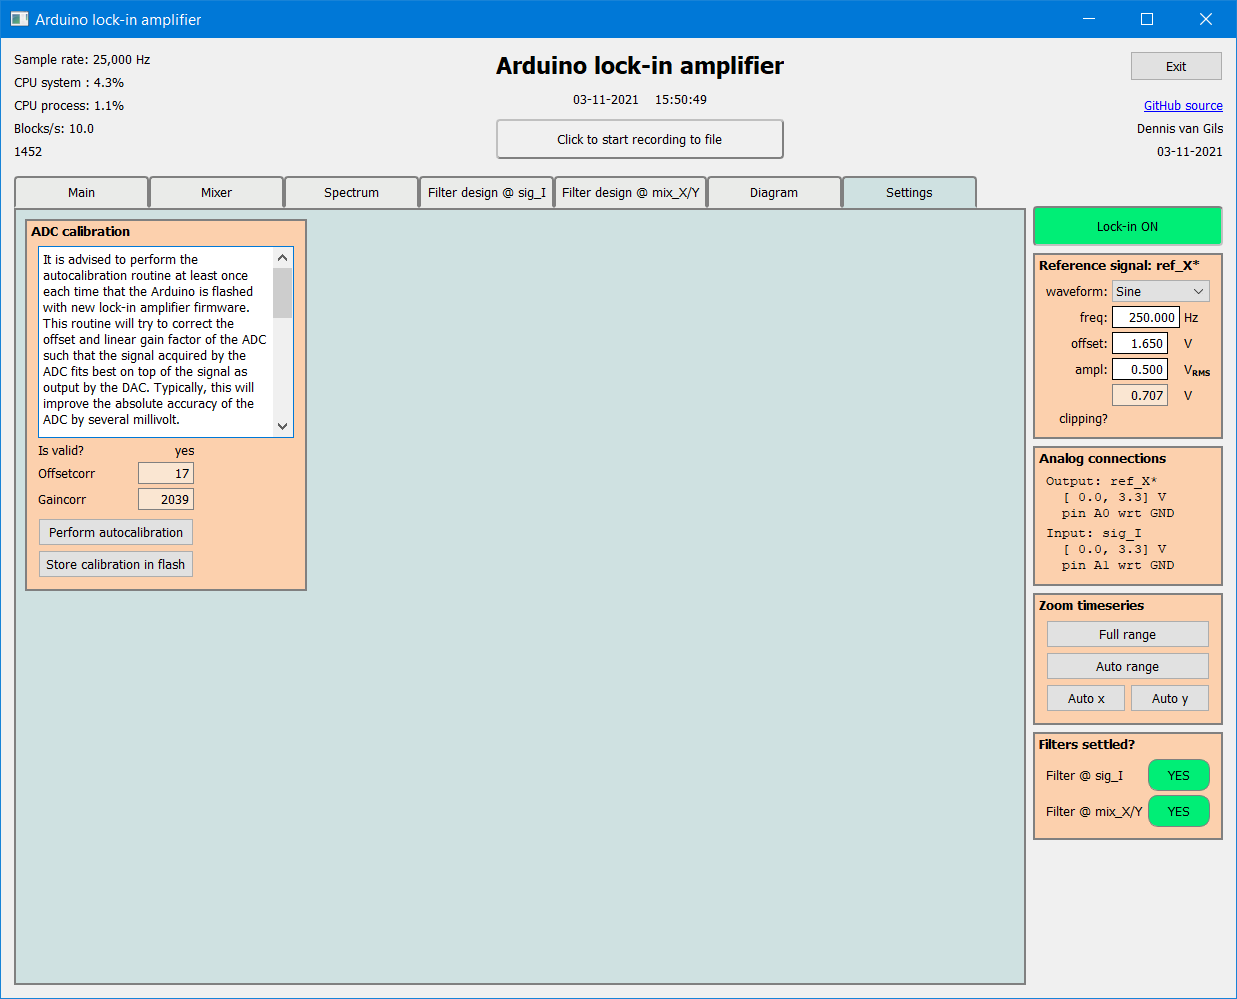 Arduino lock-in amplifier
Sample rate: 25,000 Hz
CPU system : 4.3%
CPU process: 1.1%
Blocks/s: 10.0
1452
Arduino lock-in amplifier
03-11-2021 15:50:49
Click to start recording to file
Exit
GitHub source
Dennis van Gils
03-11-2021
Main Mixer Spectrum Filter design @ sig_I Filter design @ mix_X/Y Diagram Settings
ADC calibration
It is advised to perform the
autocalibration routine at least once
each time that the Arduino is flashed
with new lock-in amplifier firmware.
This routine will try to correct the
offset and linear gain factor of the ADC
such that the signal acquired by the
ADC fits best on top of the signal as
output by the DAC. Typically, this will
improve the absolute accuracy of the
ADC by several millivolt.
Is valid? yes
Offsetcorr 17
Gaincorr 2039
Perform autocalibration
Store calibration in flash
Lock-in ON
Reference signal: ref_X*
waveform: Sine
freq: 250.000 Hz
offset: 1.650 V
ampl: 0.500 VRMS
0.707 V
clipping?
Analog connections
Output: ref_X*
[ 0.0, 3.3] V
pin A0 wrt GND
Input: sig_I
[ 0.0, 3.3] V
pin A1 wrt GND
Zoom timeseries
Full range
Auto range
Auto x Auto y
Filters settled?
Filter @ sig_I YES
Filter @ mix_X/Y YES